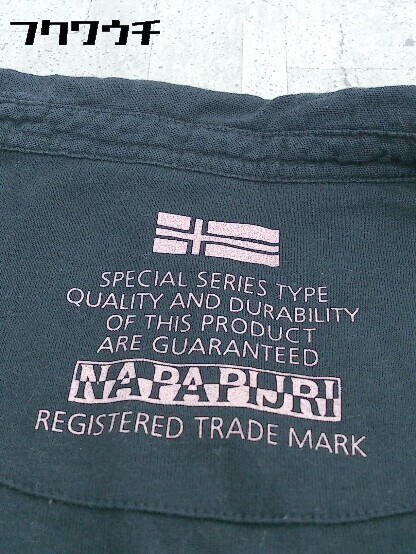 フクワウチ
SPECIAL SERIES TYPE
QUALITY AND DURABILITY
OF THIS PRODUCT
ARE GUARANTEED
NAPAPIJRI
REGISTERED TRADE MARK